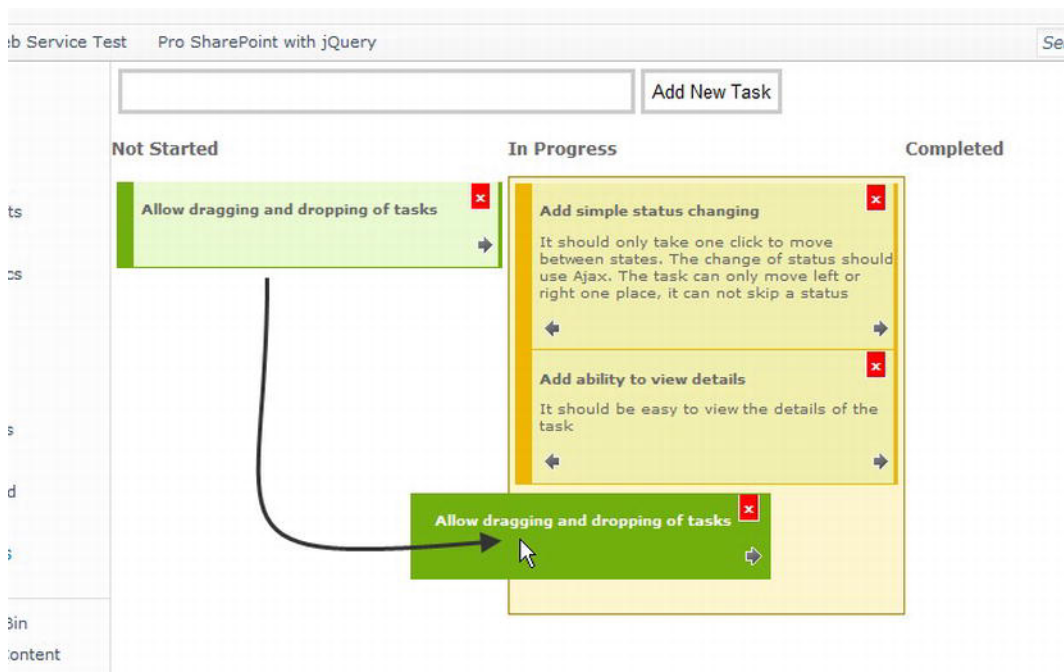 eb Service Test Pro SharePoint with jQuery Se
Add New Task
Not Started In Progress Completed
ts
Allow dragging and dropping of tasks x
Add simple status changing x
It should only take one click to move
between states. The change of status should
use Ajax. The task can only move left or
right one place, it can not skip a status
cs
Add ability to view details x
It should be easy to view the details of the
task
s
d
Allow dragging and dropping of tasks x
s
Bin
ontent